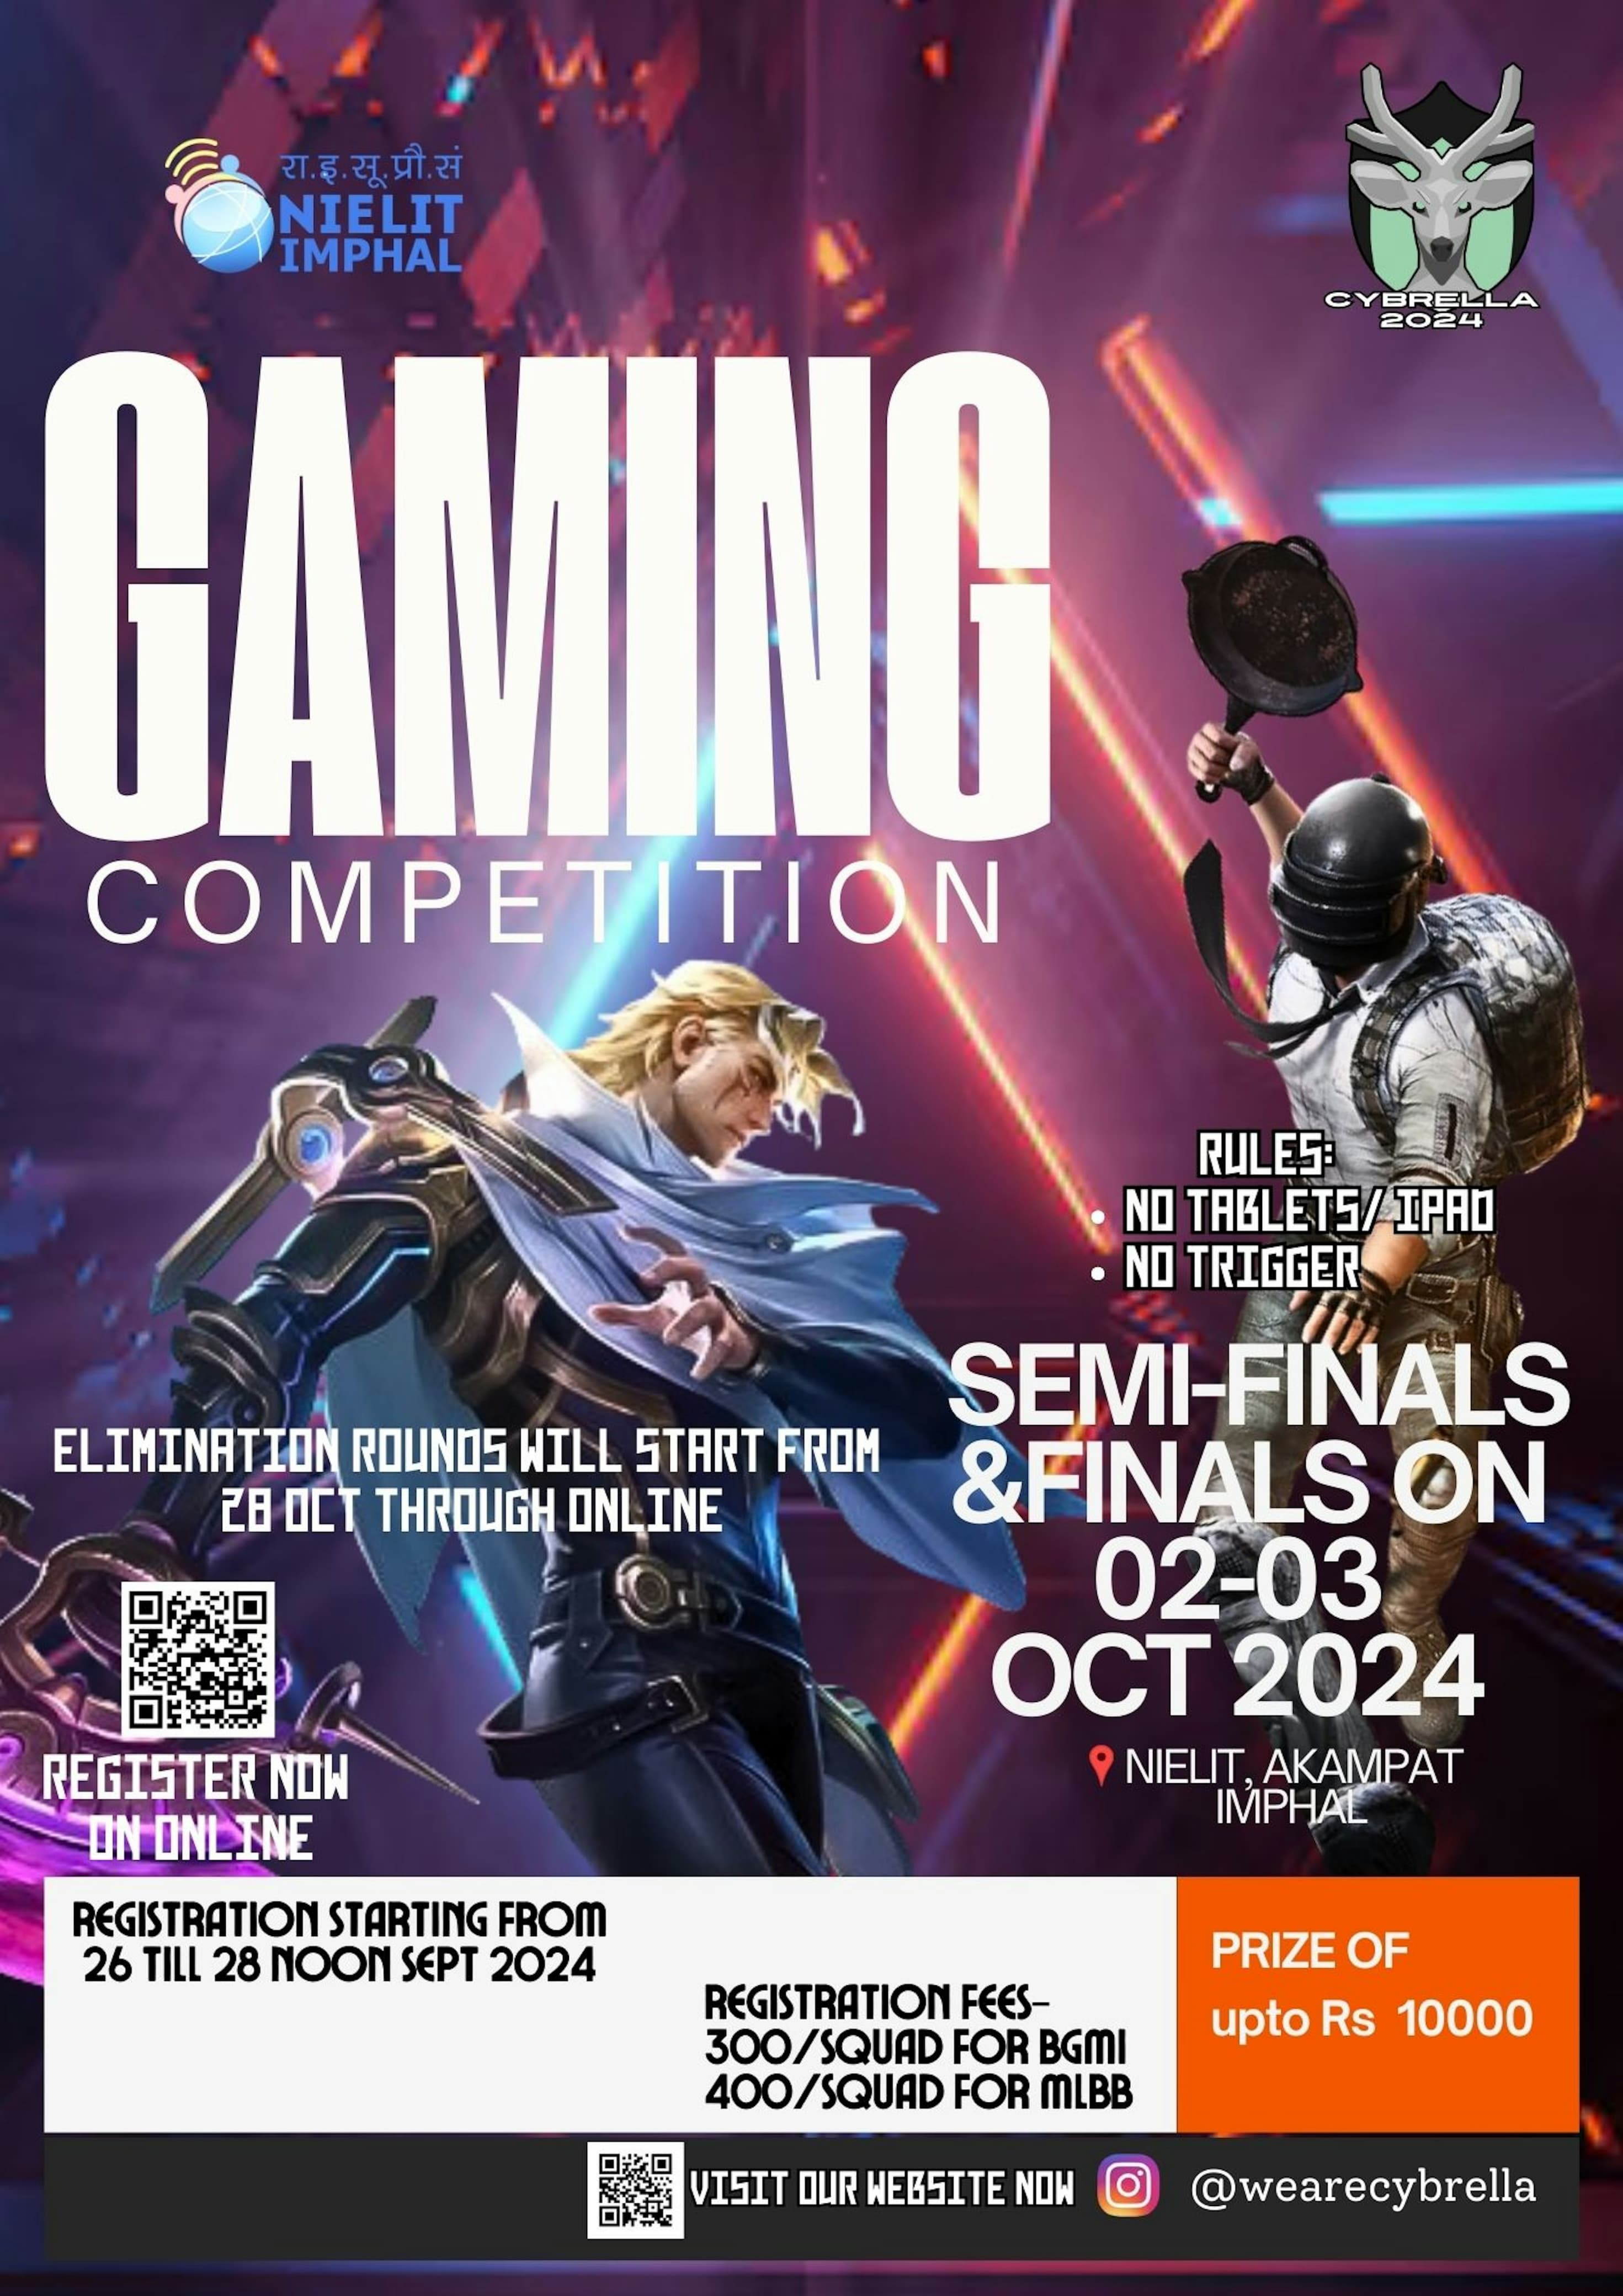 रा.इ.सू.प्रौ.सं
NIELIT
IMPHAL
CYBRELLA
2024
GAMING
COMPETITION
RULES:
• NO TABLETS/ IPAD
• NO TRIGGER
SEMI-FINALS
&FINALS ON
02-03
OCT 2024
NIELIT, AKAMPAT
IMPHAL
ELIMINATION ROUNDS WILL START FROM
28 OCT THROUGH ONLINE
REGISTER NOW
ON ONLINE
REGISTRATION STARTING FROM
26 TILL 28 NOON SEPT 2024
REGISTRATION FEES-
300/SQUAD FOR BGMI
400/SQUAD FOR MLBB
PRIZE OF
upto Rs 10000
VISIT OUR WEBSITE NOW
@wearecybrella